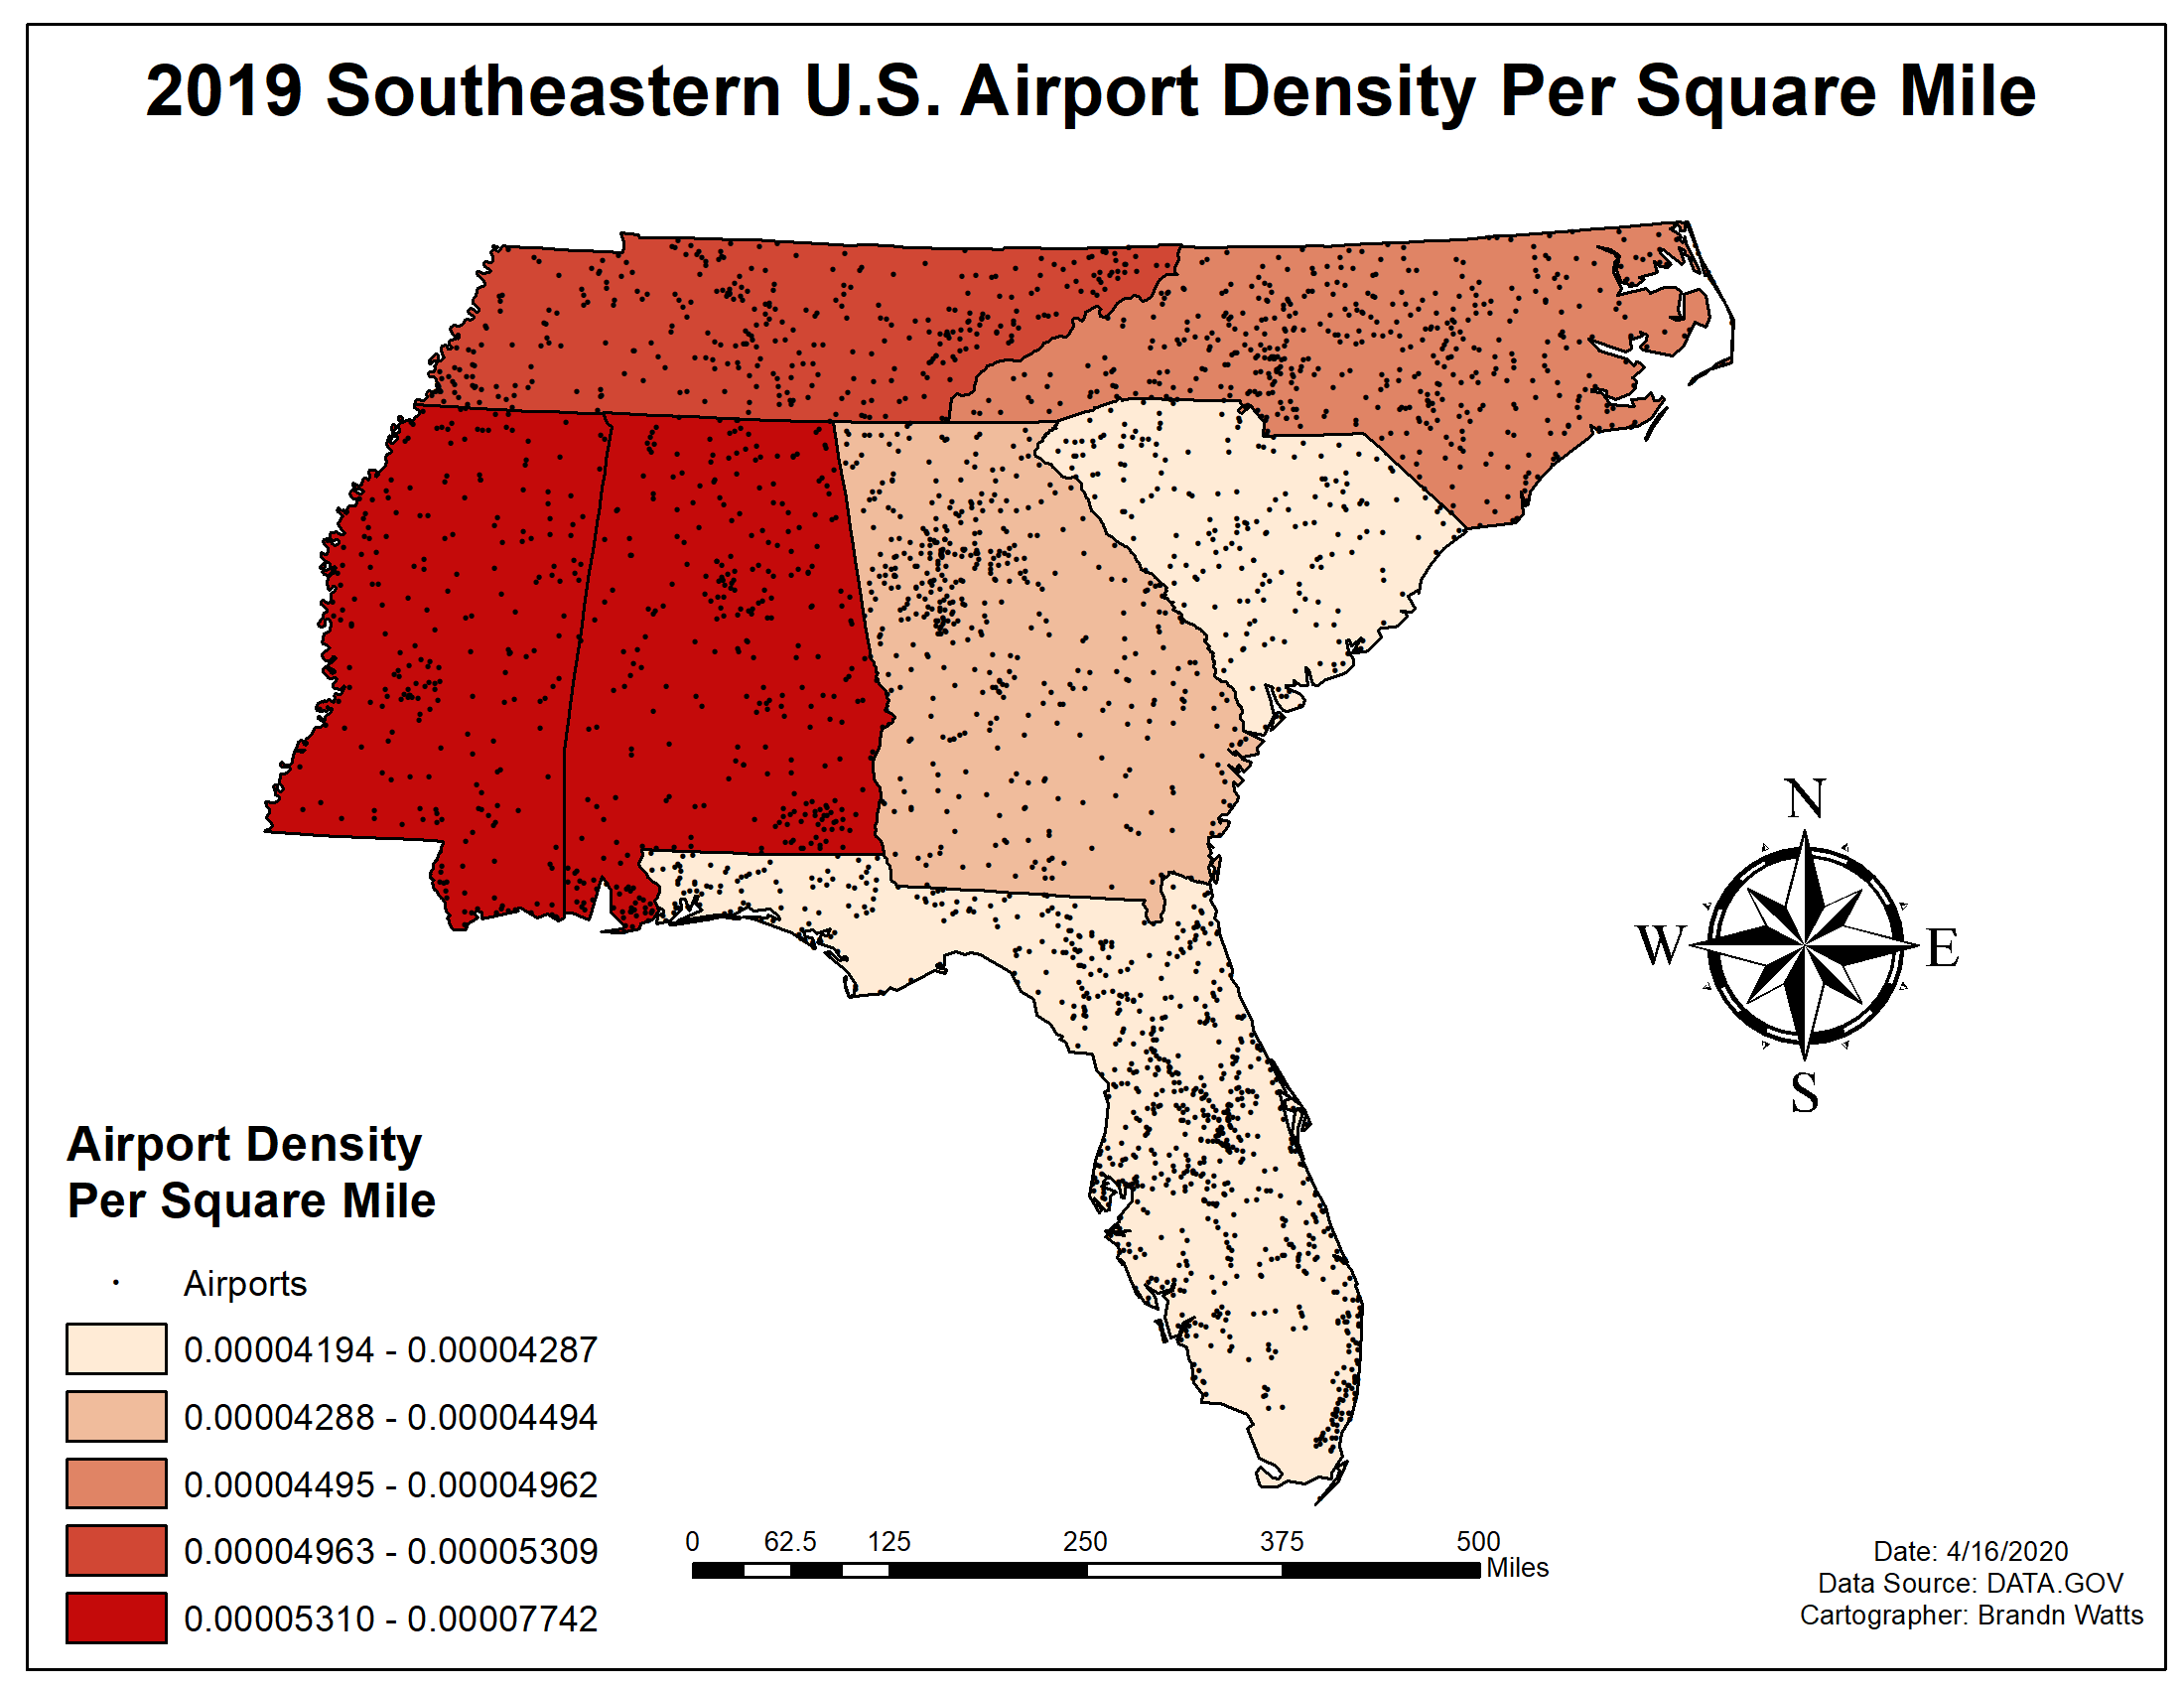 2019 Southeastern U.S. Airport Density Per Square Mile
N
W
E
S
Airport Density
Per Square Mile
Airports
0.00004194 - 0.00004287
0.00004288 - 0.00004494
0.00004495 - 0.00004962
0.00004963 - 0.00005309
0.00005310 - 0.00007742
0 62.5 125 250 375 500
Miles
Date: 4/16/2020
Data Source: DATA.GOV
Cartographer: Brandn Watts